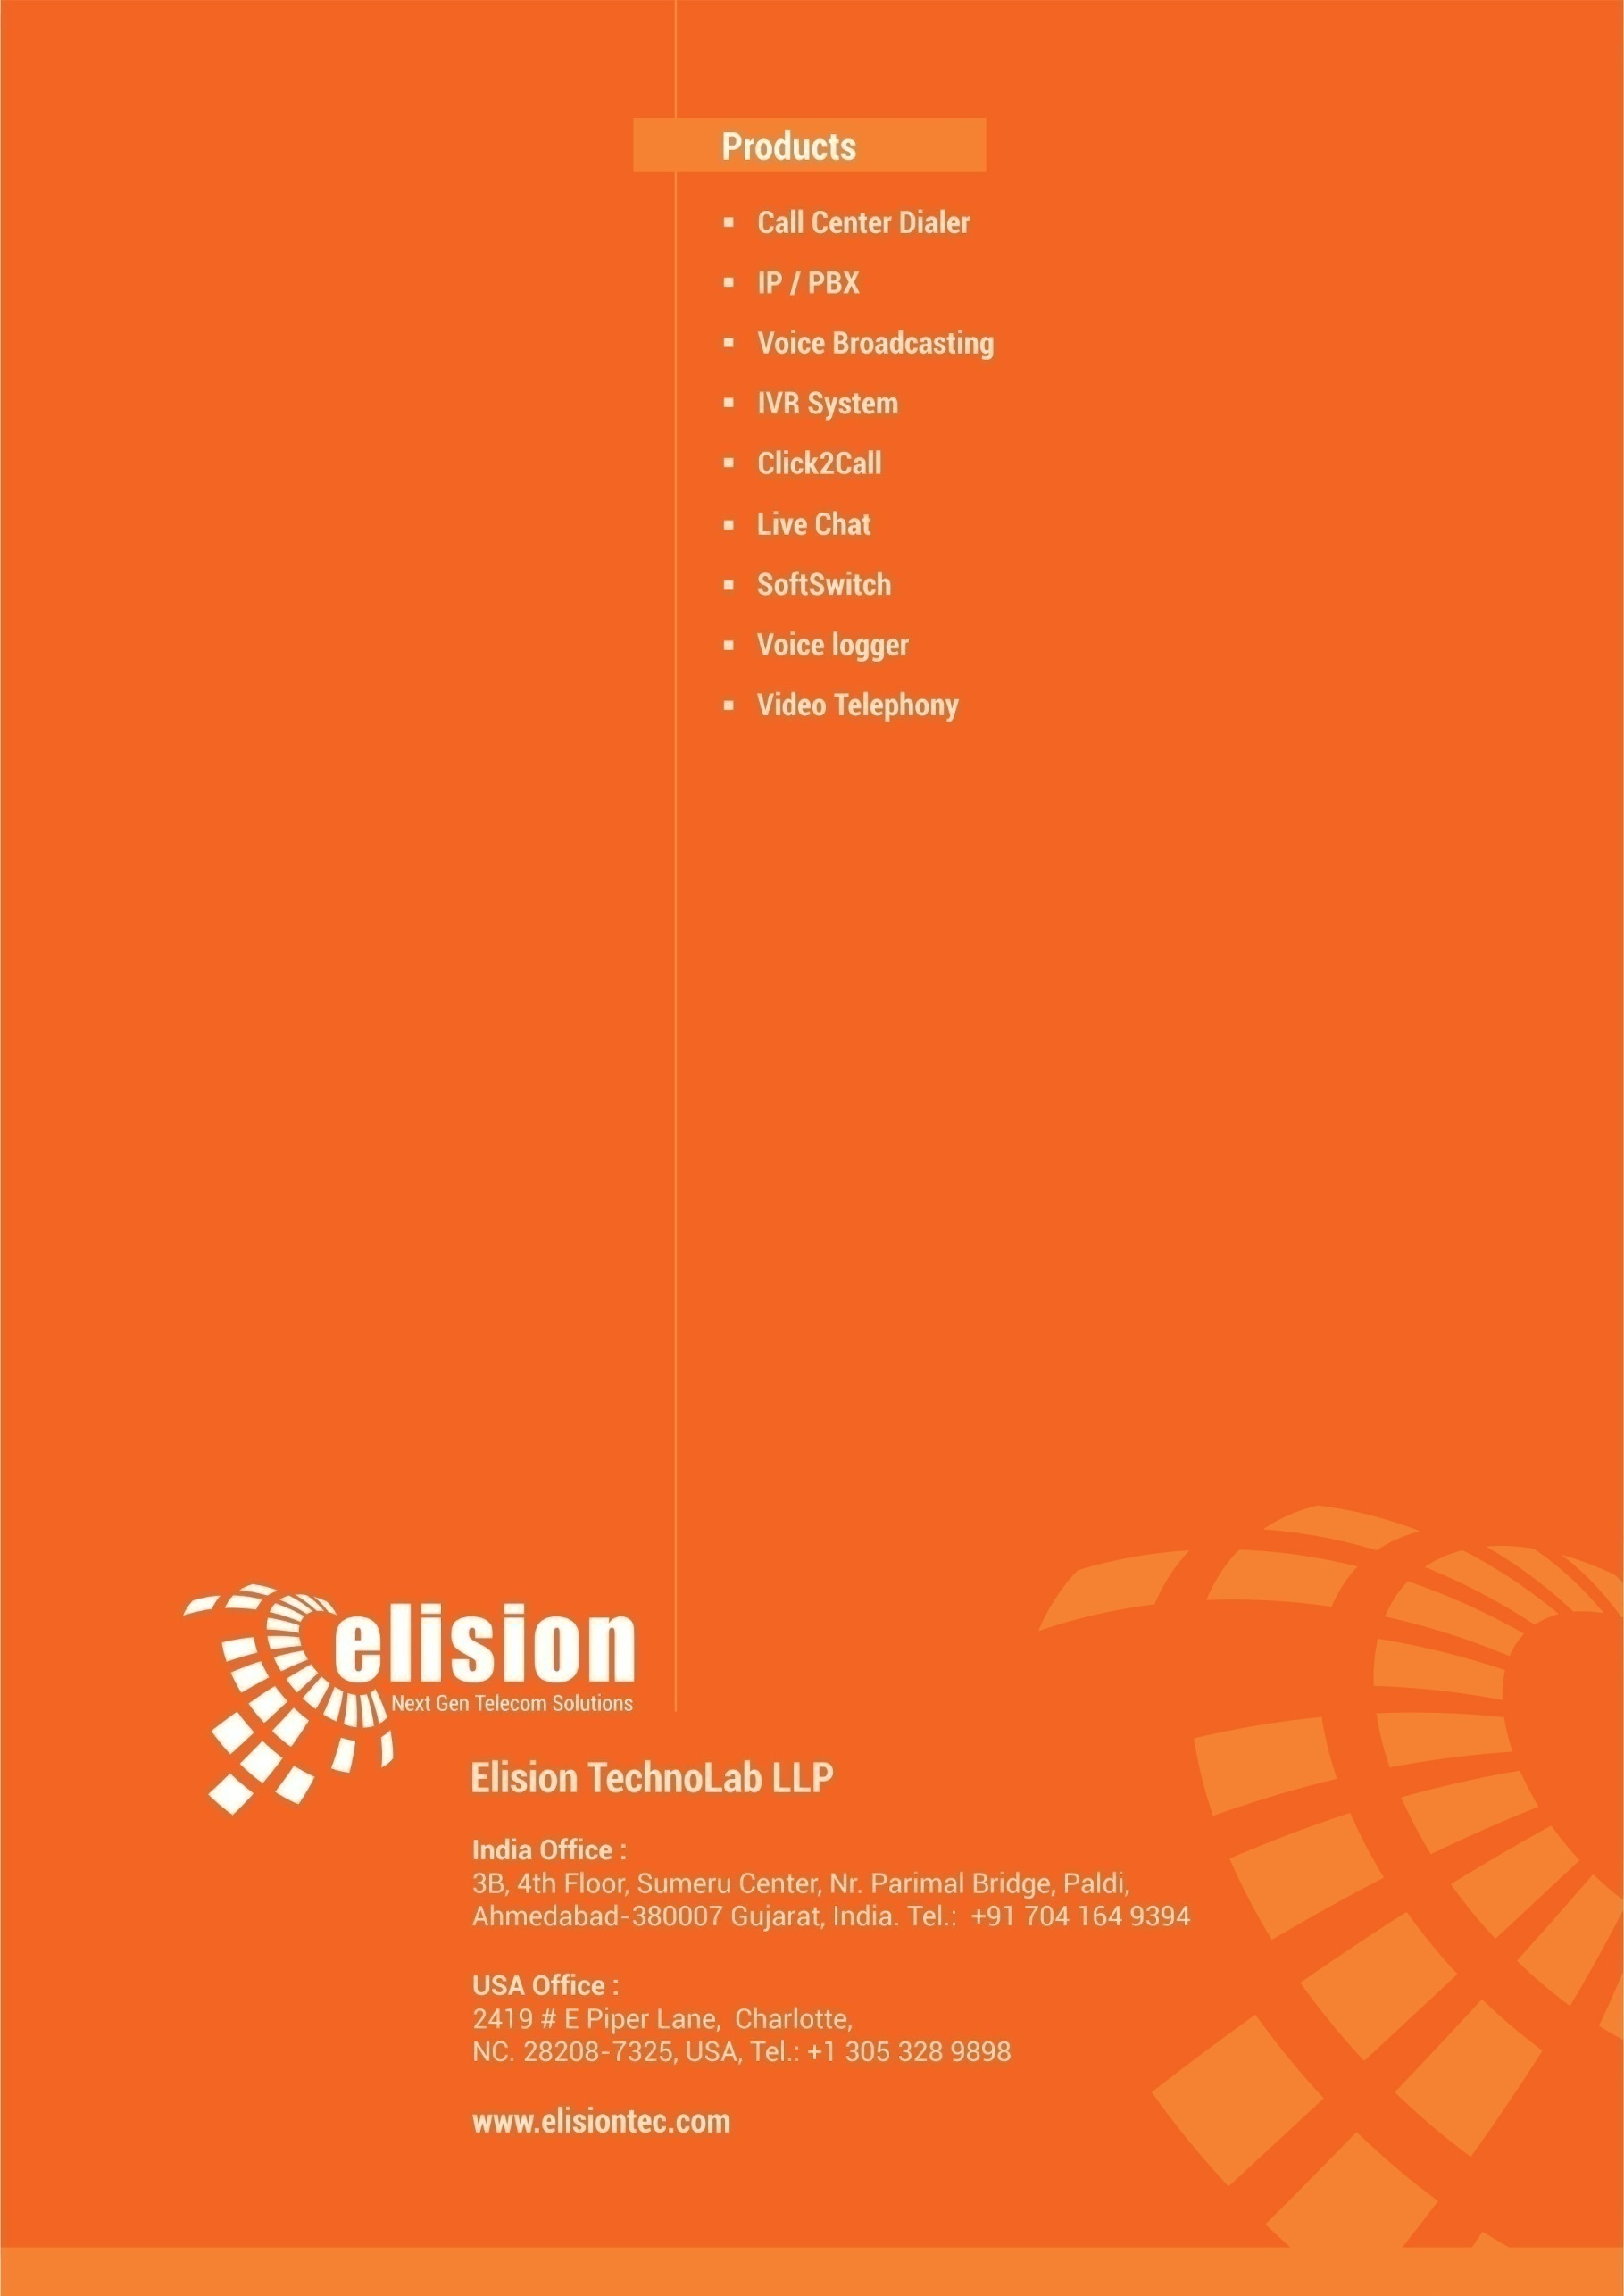 Products
▪ Call Center Dialer
▪ IP / PBX
▪ Voice Broadcasting
▪ IVR System
▪ Click2Call
▪ Live Chat
▪ SoftSwitch
▪ Voice logger
▪ Video Telephony
elision
Next Gen Telecom Solutions
Elision TechnoLab LLP
India Office :
3B, 4th Floor, Sumeru Center, Nr. Parimal Bridge, Paldi,
Ahmedabad-380007 Gujarat, India. Tel.: +91 704 164 9394
USA Office :
2419 # E Piper Lane, Charlotte,
NC. 28208-7325, USA, Tel.: +1 305 328 9898
www.elisiontec.com